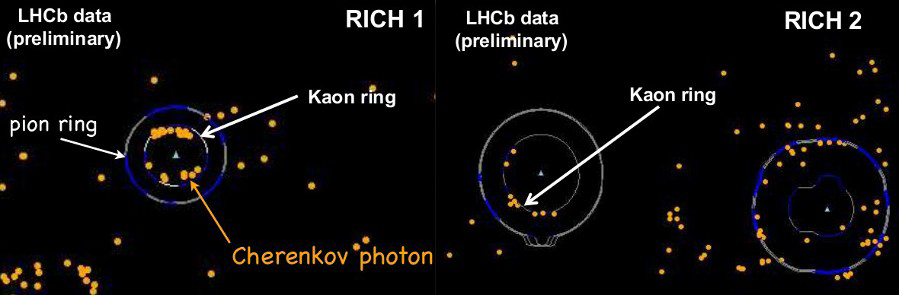 LHCb data
(preliminary)
RICH 1
Kaon ring
pion ring
Cherenkov photon
LHCb data
(preliminary)
RICH 2
Kaon ring